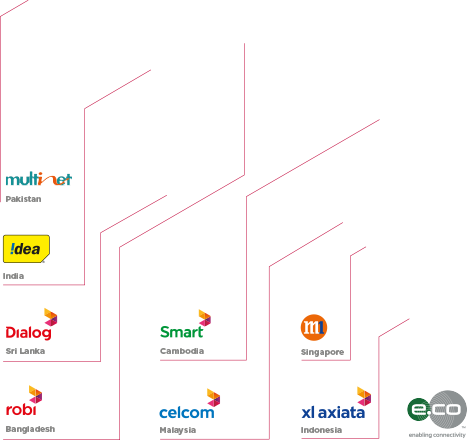 multinet
Pakistan
!dea
India
Dialog
Sri Lanka
Smart
Cambodia
m1
Singapore
robi
Bangladesh
celcom
Malaysia
xl axiata
Indonesia
e.co
enabling connectivity